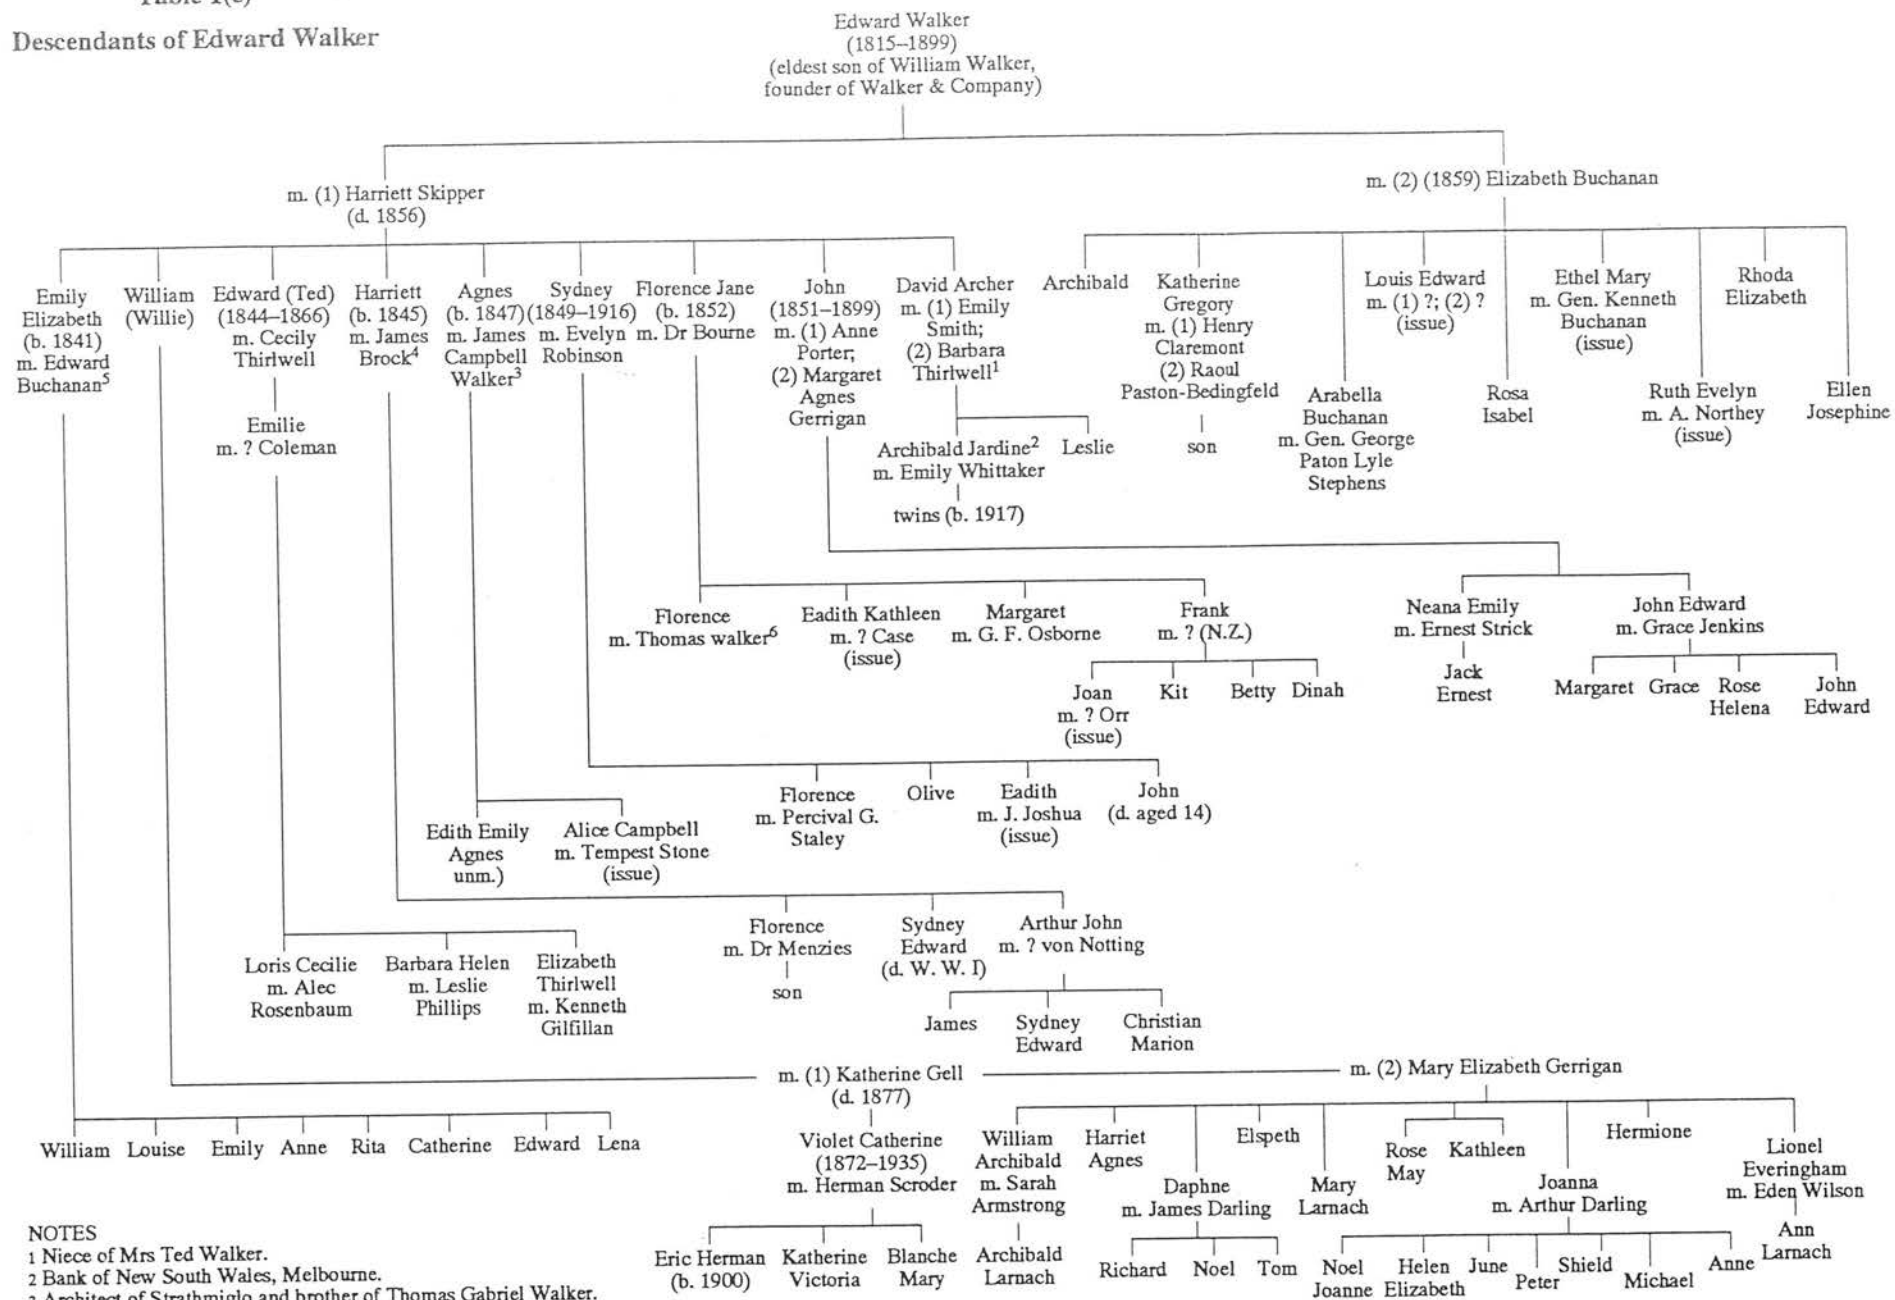 Descendants of Edward Walker
Edward Walker
(1815–1899)
(eldest son of William Walker,
founder of Walker & Company)
m. (1) Harriett Skipper
(d. 1856)
m. (2) (1859) Elizabeth Buchanan
Emily
Elizabeth
(b. 1841)
m. Edward
Buchanan5
William
(Willie)
Edward (Ted)
(1844–1866)
m. Cecily
Thirlwell
Harriett
(b. 1845)
m. James
Brock4
Agnes
(b. 1847)
m. James
Campbell
Walker3
Sydney
(1849–1916)
m. Evelyn
Robinson
Florence Jane
(b. 1852)
m. Dr Bourne
John
(1851–1899)
m. (1) Anne
Porter;
(2) Margaret
Agnes
Gerrigan
David Archer
m. (1) Emily
Smith;
(2) Barbara
Thirlwell1
Archibald
Katherine
Gregory
m. (1) Henry
Claremont
(2) Raoul
Paston-Bedingfeld
son
Arabella
Buchanan
m. Gen. George
Paton Lyle
Stephens
Louis Edward
m. (1) ?; (2) ?
(issue)
Rosa
Isabel
Ethel Mary
m. Gen. Kenneth
Buchanan
(issue)
Ruth Evelyn
m. A. Northey
(issue)
Rhoda
Elizabeth
Ellen
Josephine
Emilie
m. ? Coleman
Archibald Jardine2
m. Emily Whittaker
Leslie
twins (b. 1917)
Florence
m. Thomas walker6
Eadith Kathleen
m. ? Case
(issue)
Margaret
m. G. F. Osborne
Frank
m. ? (N.Z.)
Neana Emily
m. Ernest Strick
John Edward
m. Grace Jenkins
Joan
m. ? Orr
(issue)
Kit
Betty
Dinah
Jack
Ernest
Margaret
Grace
Rose
Helena
John
Edward
Florence
m. Percival G.
Staley
Olive
Eadith
m. J. Joshua
(issue)
John
(d. aged 14)
Edith Emily
Agnes
unm.)
Alice Campbell
m. Tempest Stone
(issue)
Florence
m. Dr Menzies
son
Sydney
Edward
(d. W. W. I)
Arthur John
m. ? von Notting
Loris Cecilie
m. Alec
Rosenbaum
Barbara Helen
m. Leslie
Phillips
Elizabeth
Thirlwell
m. Kenneth
Gilfillan
James
Sydney
Edward
Christian
Marion
m. (1) Katherine Gell
(d. 1877)
m. (2) Mary Elizabeth Gerrigan
William
Louise
Emily
Anne
Rita
Catherine
Edward
Lena
Violet Catherine
(1872–1935)
m. Herman Scroder
William
Archibald
m. Sarah
Armstrong
Harriet
Agnes
Daphne
m. James Darling
Elspeth
Mary
Larnach
Rose
May
Kathleen
Joanna
m. Arthur Darling
Hermione
Lionel
Everingham
m. Eden Wilson
Eric Herman
(b. 1900)
Katherine
Victoria
Blanche
Mary
Archibald
Larnach
Richard
Noel
Tom
Noel
Joanne
Helen
Elizabeth
June
Peter
Shield
Michael
Anne
Ann
Larnach
NOTES
1 Niece of Mrs Ted Walker.
2 Bank of New South Wales, Melbourne.
3 Architect of Strathmiglo and brother of Thomas Gabriel Walker.